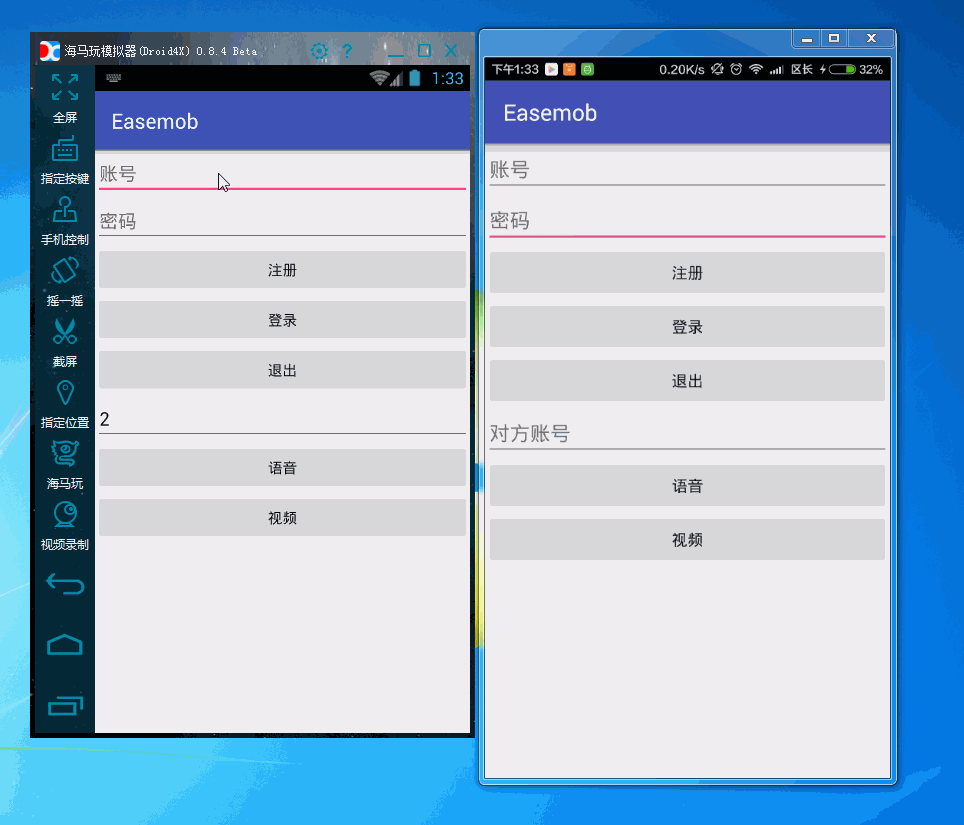 海马玩模拟器(Droid4X) 0.8.4 Beta
1:33
全屏
指定按键
手机控制
摇一摇
截屏
指定位置
海马玩
视频录制
Easemob
账号
密码
注册
登录
退出
2
语音
视频
下午1:33 0.20K/s 区长 32%
Easemob
账号
密码
注册
登录
退出
对方账号
语音
视频